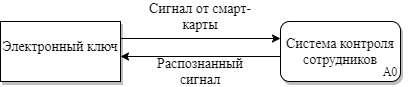 Сигнал от смарт-
карты
Электронный ключ
Система контроля
сотрудников
A0
Распознанный
сигнал